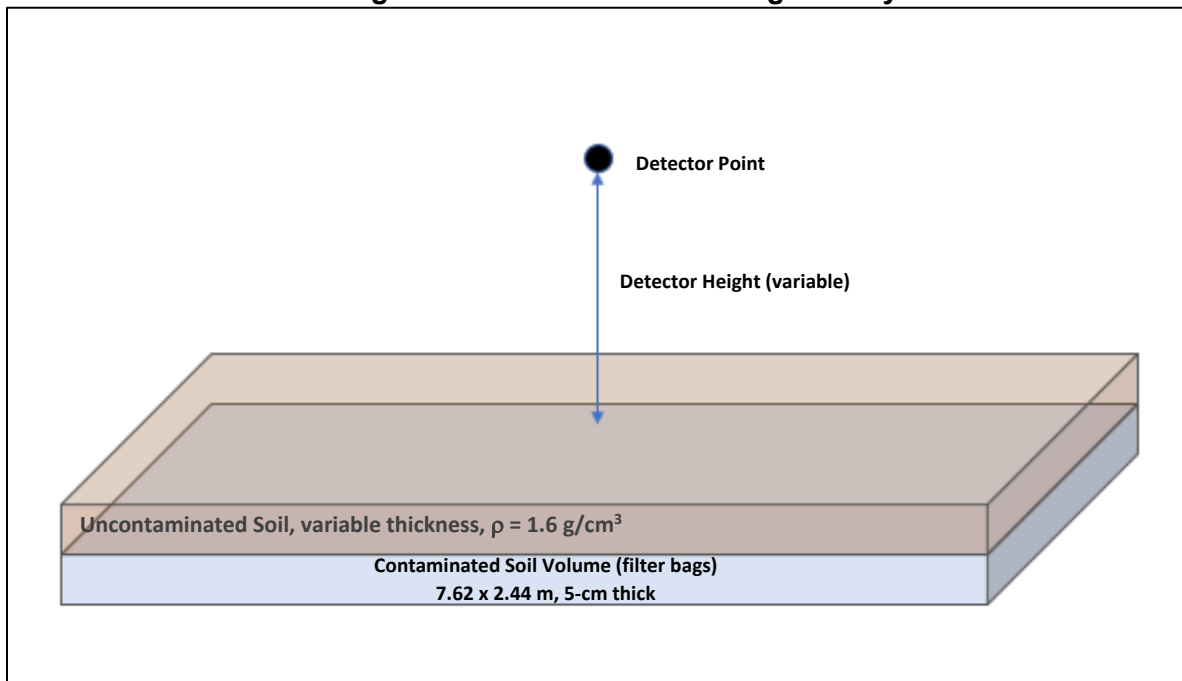 Detector Point
Detector Height (variable)
Uncontaminated Soil, variable thickness, ρ = 1.6 g/cm³
Contaminated Soil Volume (filter bags)
7.62 x 2.44 m, 5-cm thick